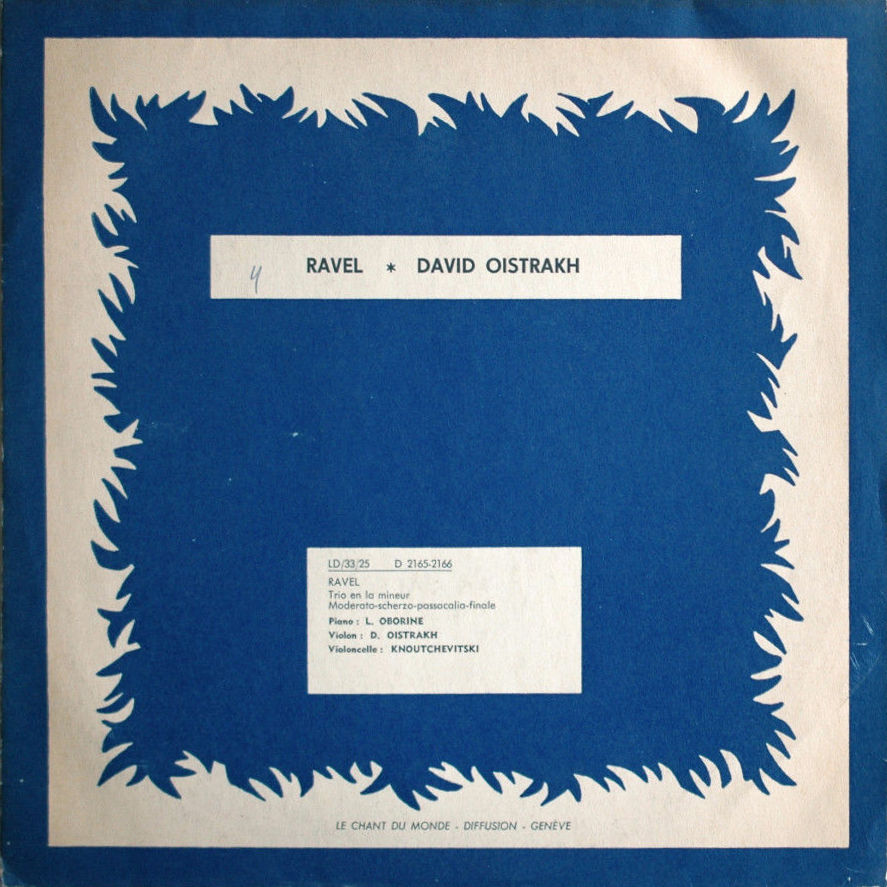 4
RAVEL * DAVID OISTRAKH
LD/33/25 D 2165-2166
RAVEL
Trio en la mineur
Moderato-scherzo-passacalia-finale
Piano : L. OBORINE
Violon : D. OISTRAKH
Violoncelle : KNOUTCHEVITSKI
LE CHANT DU MONDE - DIFFUSION - GENÈVE